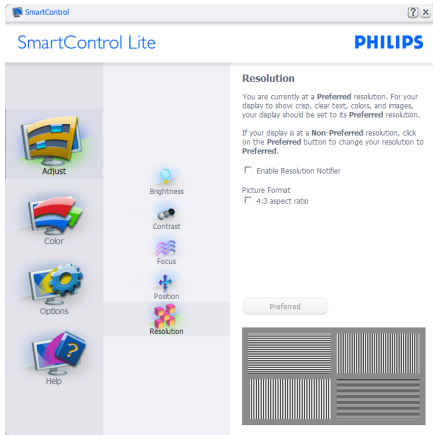 SmartControl
SmartControl Lite
PHILIPS
Adjust
Color
Options
Help
Brightness
Contrast
Focus
Position
Resolution
Resolution
You are currently at a Preferred resolution. For your
display to show crisp, clear text, colors, and images,
your display should be set to its Preferred resolution.
If your display is at a Non-Preferred resolution, click
on the Preferred button to change your resolution to
Preferred.
Enable Resolution Notifier
Picture Format
4:3 aspect ratio
Preferred